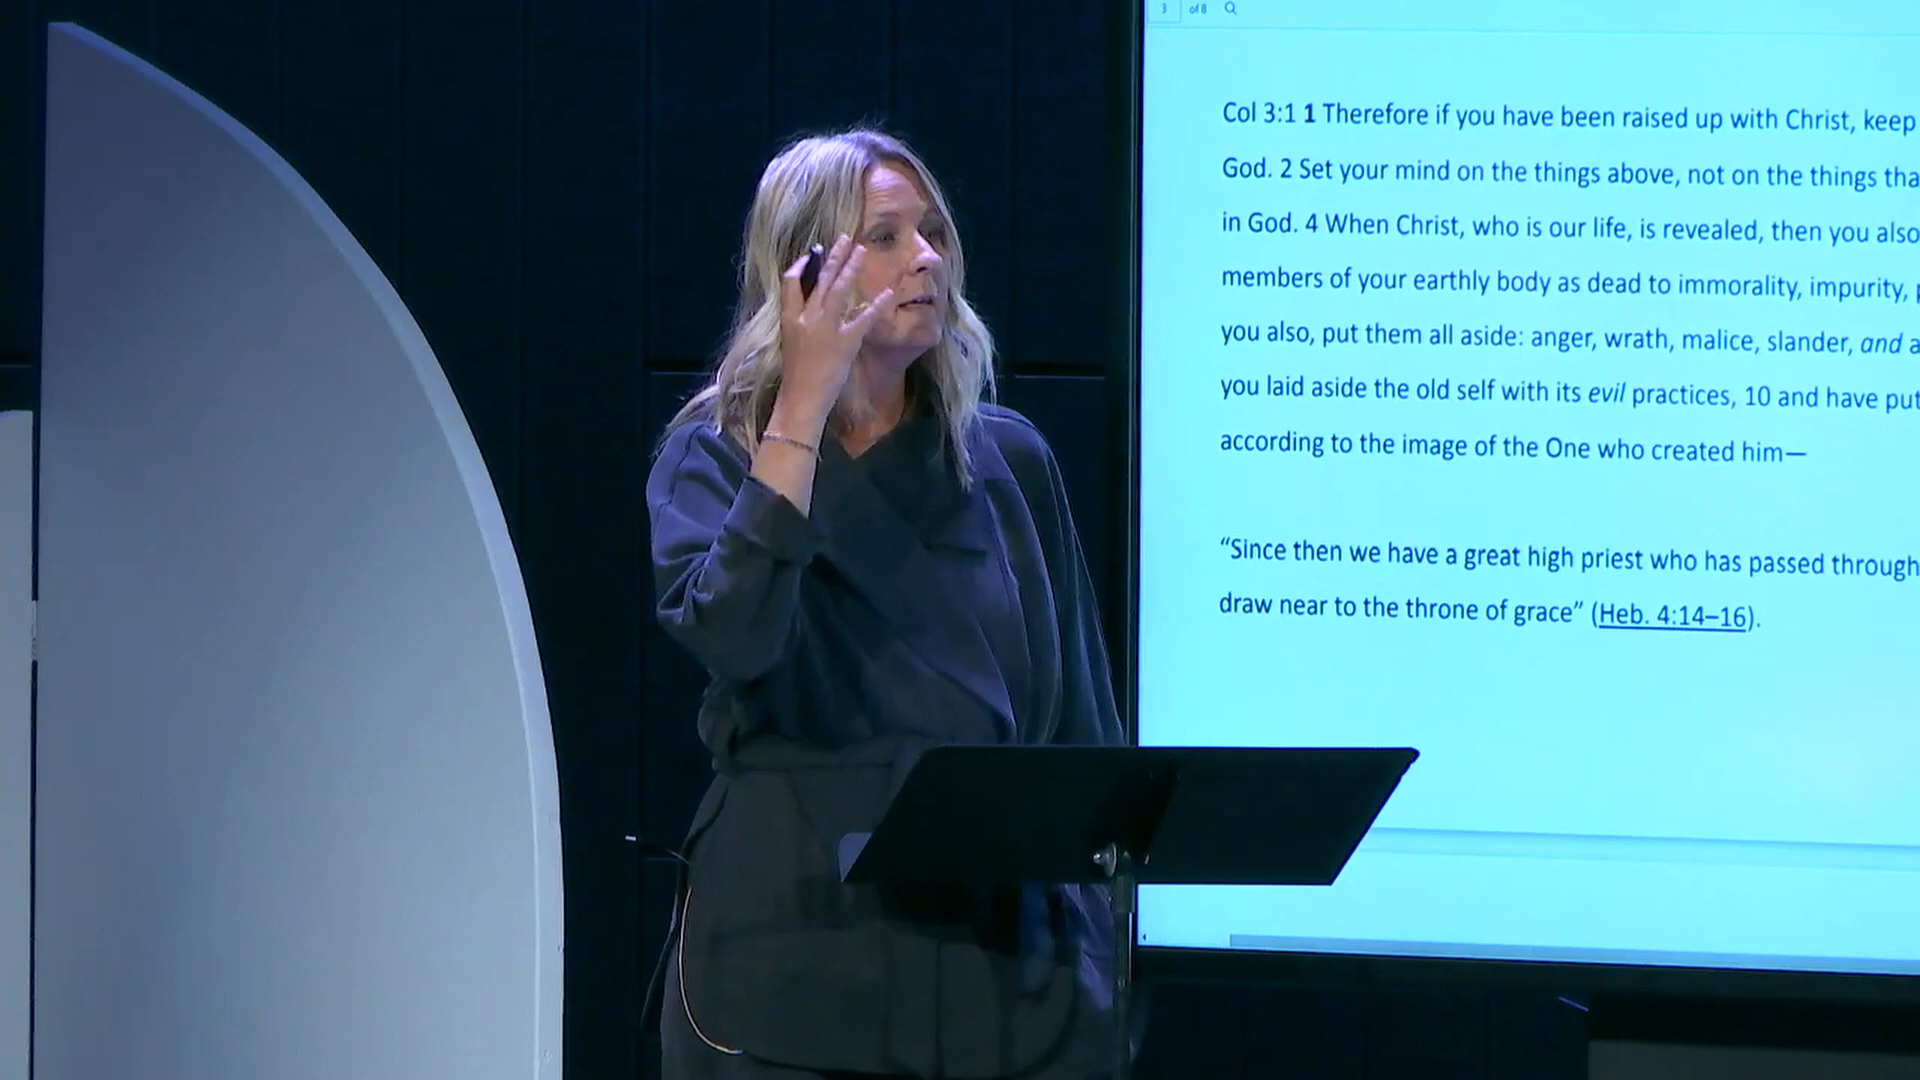 3 of 8
Col 3:1 1 Therefore if you have been raised up with Christ, keep
God. 2 Set your mind on the things above, not on the things tha
in God. 4 When Christ, who is our life, is revealed, then you also
members of your earthly body as dead to immorality, impurity,
you also, put them all aside: anger, wrath, malice, slander, and a
you laid aside the old self with its evil practices, 10 and have put
according to the image of the One who created him—
“Since then we have a great high priest who has passed through
draw near to the throne of grace” (Heb. 4:14–16).